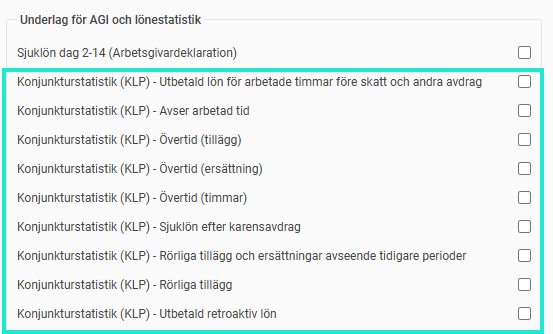 Underlag för AGI och lönestatistik
Sjuklön dag 2-14 (Arbetsgivardeklaration)
Konjunkturstatistik (KLP) - Utbetald lön för arbetade timmar före skatt och andra avdrag
Konjunkturstatistik (KLP) - Avser arbetad tid
Konjunkturstatistik (KLP) - Övertid (tillägg)
Konjunkturstatistik (KLP) - Övertid (ersättning)
Konjunkturstatistik (KLP) - Övertid (timmar)
Konjunkturstatistik (KLP) - Sjuklön efter karensavdrag
Konjunkturstatistik (KLP) - Rörliga tillägg och ersättningar avseende tidigare perioder
Konjunkturstatistik (KLP) - Rörliga tillägg
Konjunkturstatistik (KLP) - Utbetald retroaktiv lön